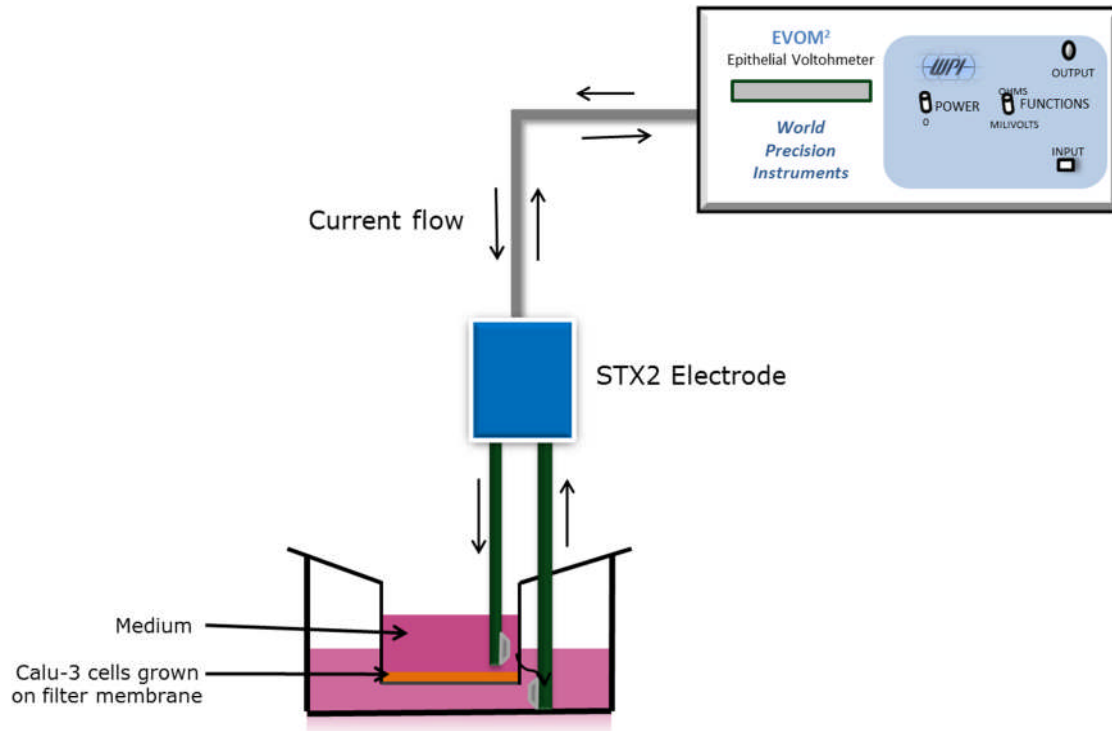 EVOM²
Epithelial Voltohmeter
World
Precision
Instruments
WPI
OUTPUT
POWER
0
OHMS
FUNCTIONS
MILIVOLTS
INPUT
Current flow
STX2 Electrode
Medium
Calu-3 cells grown
on filter membrane